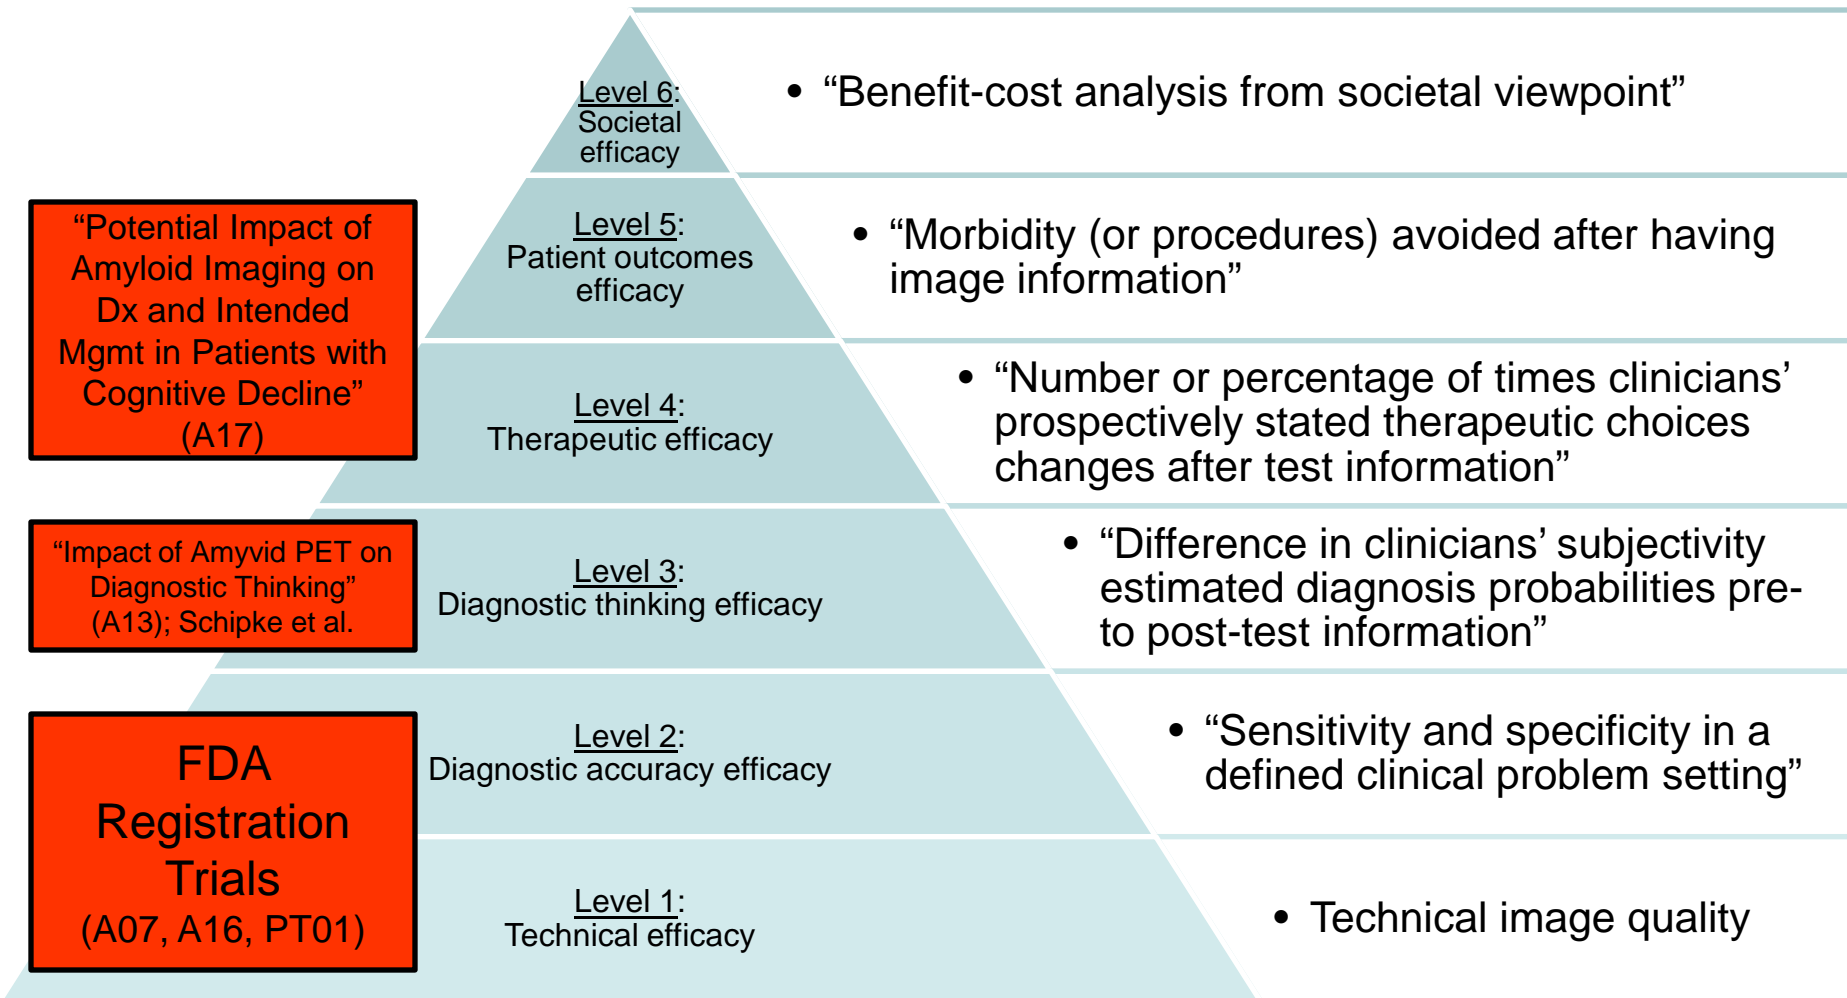 Level 6:
Societal
efficacy
• “Benefit-cost analysis from societal viewpoint”
“Potential Impact of
Amyloid Imaging on
Dx and Intended
Mgmt in Patients with
Cognitive Decline”
(A17)
Level 5:
Patient outcomes
efficacy
• “Morbidity (or procedures) avoided after having
image information”
Level 4:
Therapeutic efficacy
• “Number or percentage of times clinicians’
prospectively stated therapeutic choices
changes after test information”
“Impact of Amyvid PET on
Diagnostic Thinking”
(A13); Schipke et al.
Level 3:
Diagnostic thinking efficacy
• “Difference in clinicians’ subjectivity
estimated diagnosis probabilities pre-
to post-test information”
FDA
Registration
Trials
(A07, A16, PT01)
Level 2:
Diagnostic accuracy efficacy
• “Sensitivity and specificity in a
defined clinical problem setting”
Level 1:
Technical efficacy
• Technical image quality